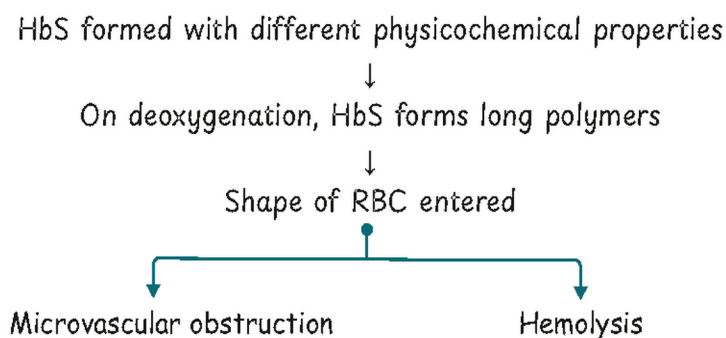 HbS formed with different physicochemical properties
↓
On deoxygenation, HbS forms long polymers
↓
Shape of RBC entered
Microvascular obstruction
Hemolysis